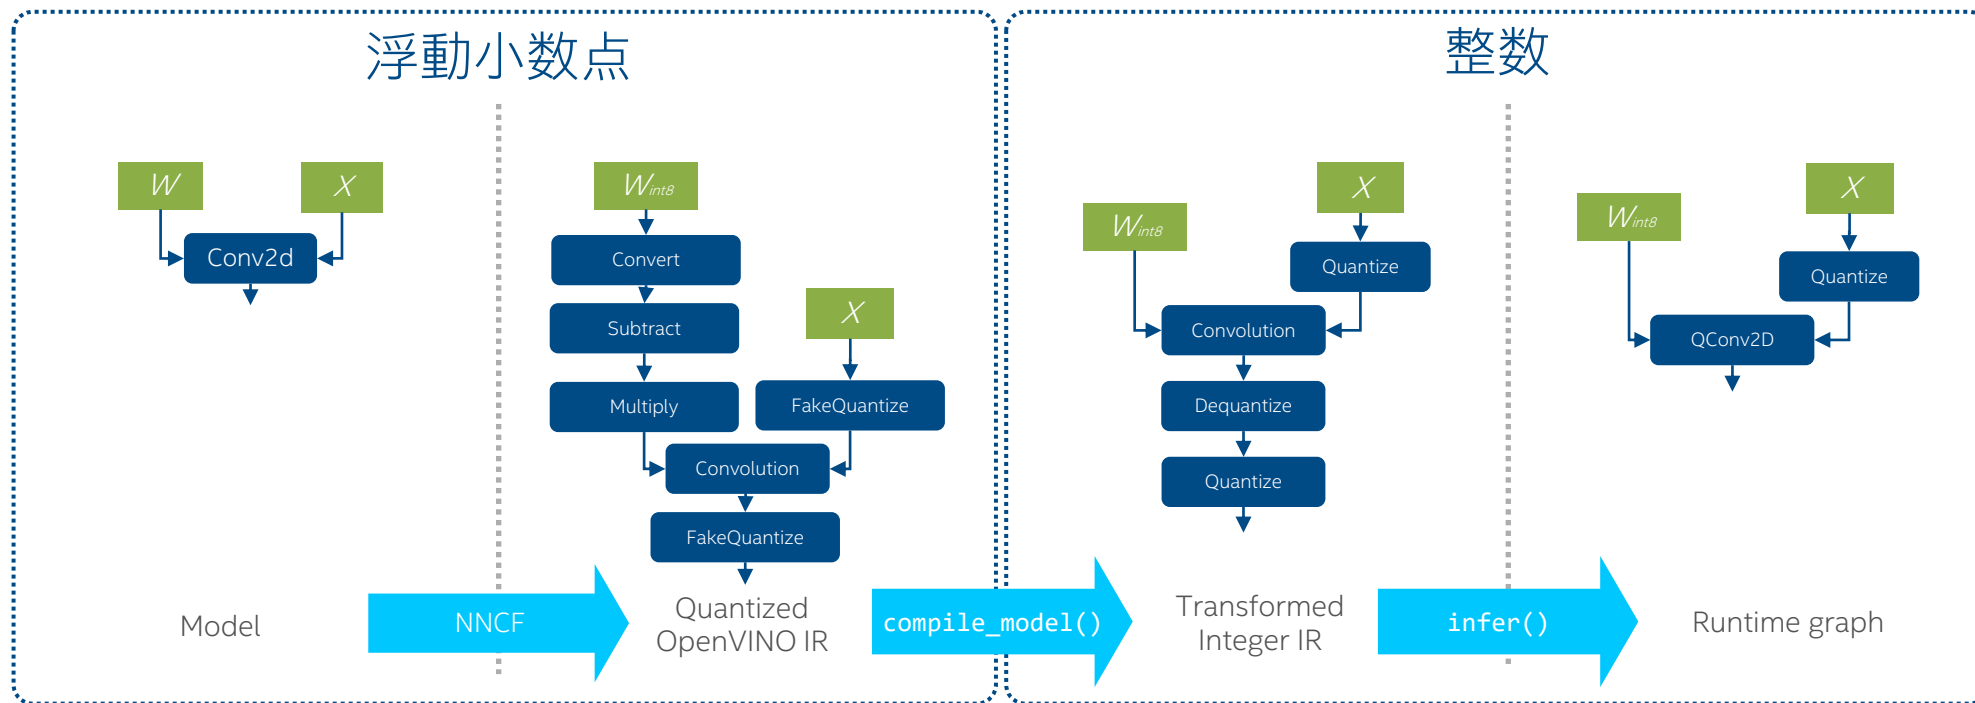 浮動小数点
整数
W
X
Conv2d
Model
NNCF
Wint8
Convert
Subtract
Multiply
X
FakeQuantize
Convolution
FakeQuantize
Quantized
OpenVINO IR
compile_model()
Wint8
X
Quantize
Convolution
Dequantize
Quantize
Transformed
Integer IR
infer()
Wint8
X
Quantize
QConv2D
Runtime graph